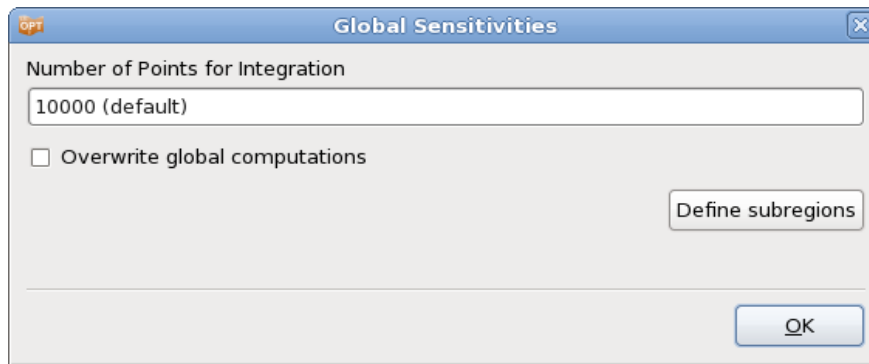 OPT
Global Sensitivities
Number of Points for Integration
10000 (default)
Overwrite global computations
Define subregions
OK